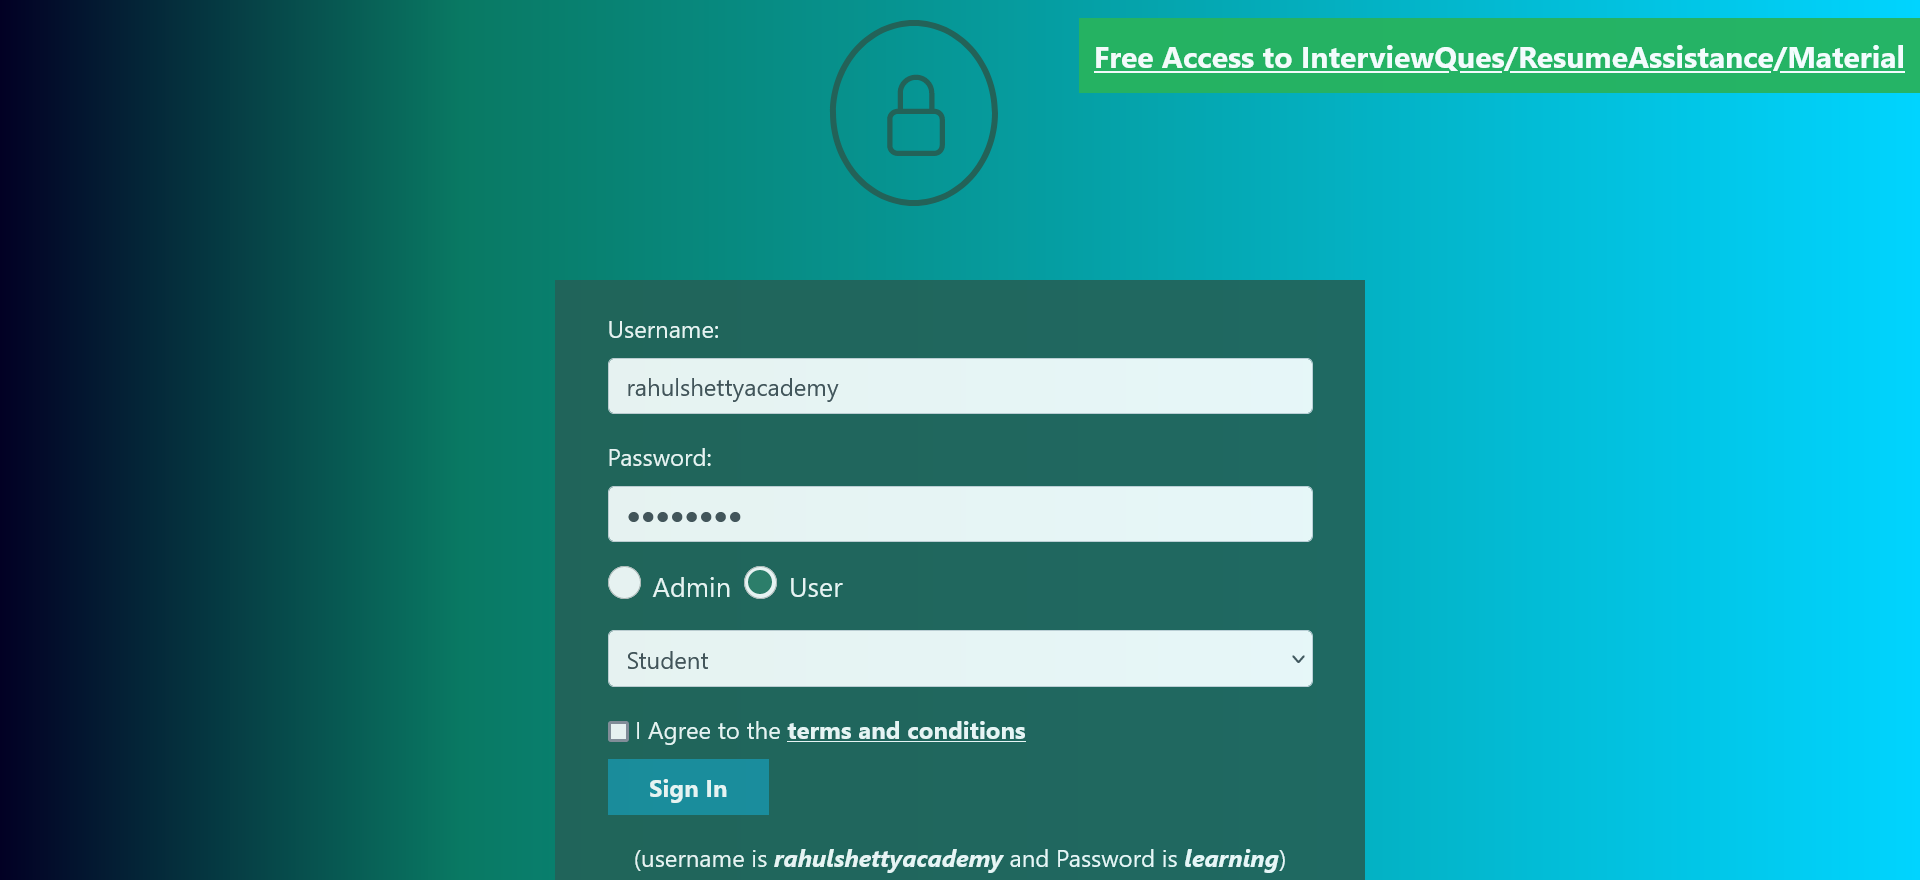 Free Access to InterviewQues/ResumeAssistance/Material
Username:
rahulshettyacademy
Password:
••••••••
Admin User
Student
I Agree to the terms and conditions
Sign In
(username is rahulshettyacademy and Password is learning)